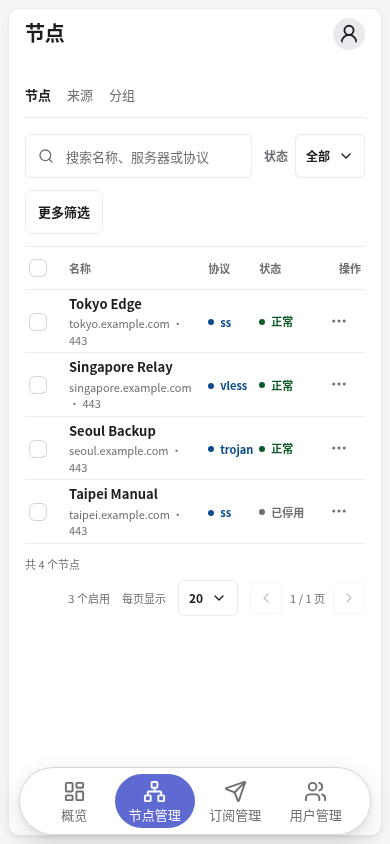 节点
节点 来源 分组
搜索名称、服务器或协议 状态 全部
更多筛选
名称 协议 状态 操作
Tokyo Edge
tokyo.example.com · 443 ss 正常
Singapore Relay
singapore.example.com · 443 vless 正常
Seoul Backup
seoul.example.com · 443 trojan 正常
Taipei Manual
taipei.example.com · 443 ss 已停用
共 4 个节点
3 个启用 每页显示 20 1 / 1 页
概览 节点管理 订阅管理 用户管理